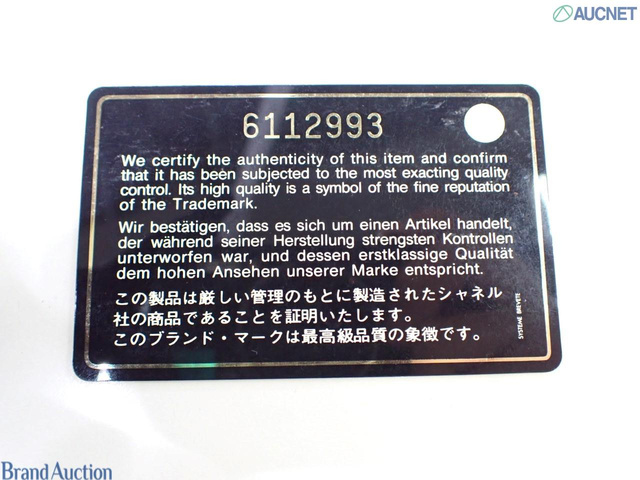 AUCNET
6112993
We certify the authenticity of this item and confirm
that it has been subjected to the most exacting quality
control. Its high quality is a symbol of the fine reputation
of the Trademark.
Wir bestätigen, dass es sich um einen Artikel handelt,
der während seiner Herstellung strengsten Kontrollen
unterworfen war, und dessen erstklassige Qualität
dem hohen Ansehen unserer Marke entspricht.
この製品は厳しい管理のもとに製造されたシャネル
社の商品であることを証明いたします。
このブランド・マークは最高級品質の象徴です。
SYSTEME BREVETE
Brand Auction